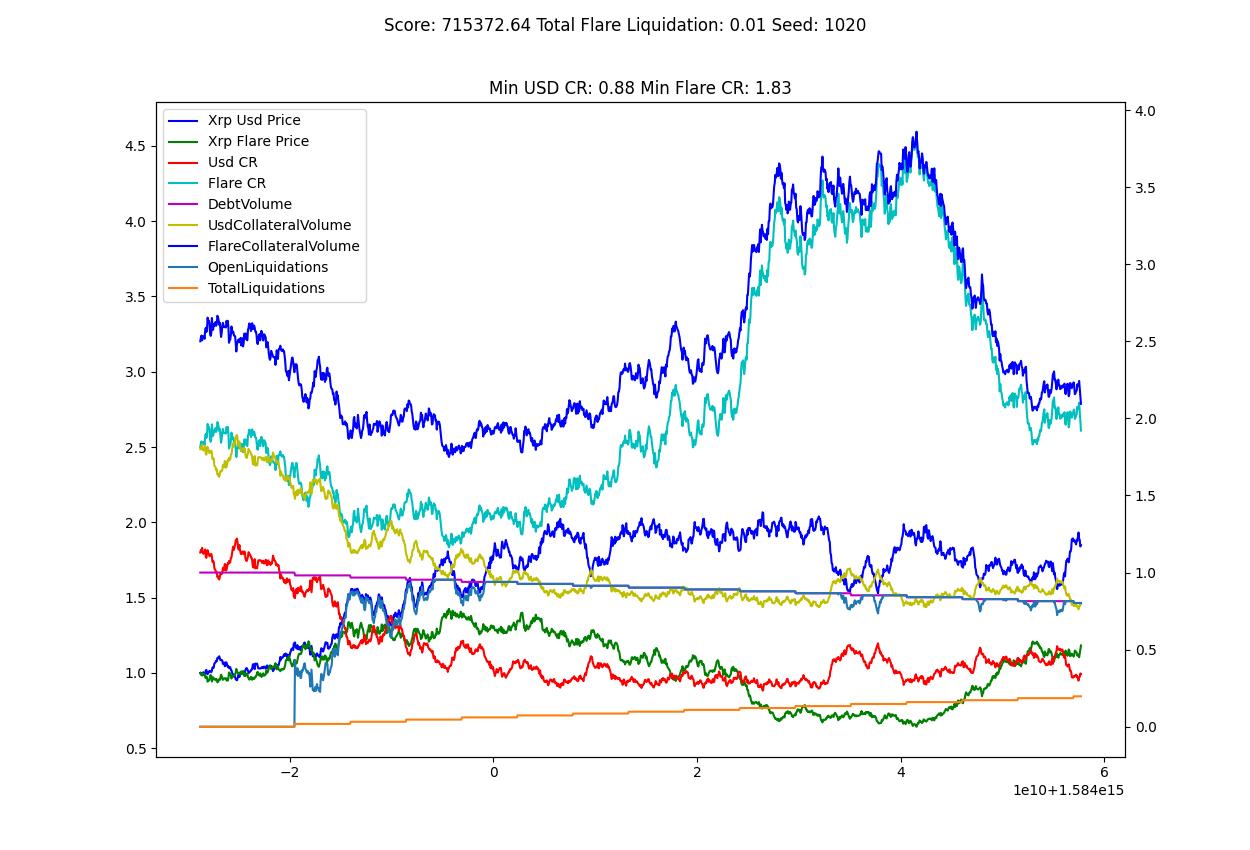 Score: 715372.64 Total Flare Liquidation: 0.01 Seed: 1020
Min USD CR: 0.88 Min Flare CR: 1.83
Xrp Usd Price
Xrp Flare Price
Usd CR
Flare CR
DebtVolume
UsdCollateralVolume
FlareCollateralVolume
OpenLiquidations
TotalLiquidations
4.5
4.0
3.5
3.0
2.5
2.0
1.5
1.0
0.5
4.0
3.5
3.0
2.5
2.0
1.5
1.0
0.5
0.0
−2
0
2
4
6
1e10+1.584e15